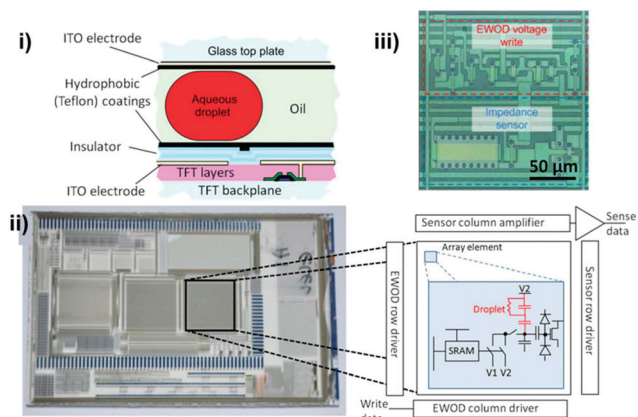 i)
ITO electrode
Glass top plate
Hydrophobic
(Teflon) coatings
Aqueous
droplet
Oil
Insulator
ITO electrode
TFT layers
TFT backplane
iii)
EWOD voltage
write
Impedance
sensor
50 µm
ii)
Sensor column amplifier
Sense
data
Array element
EWOD row driver
Sensor row driver
V2
Droplet
SRAM
V1 V2
Write
EWOD column driver